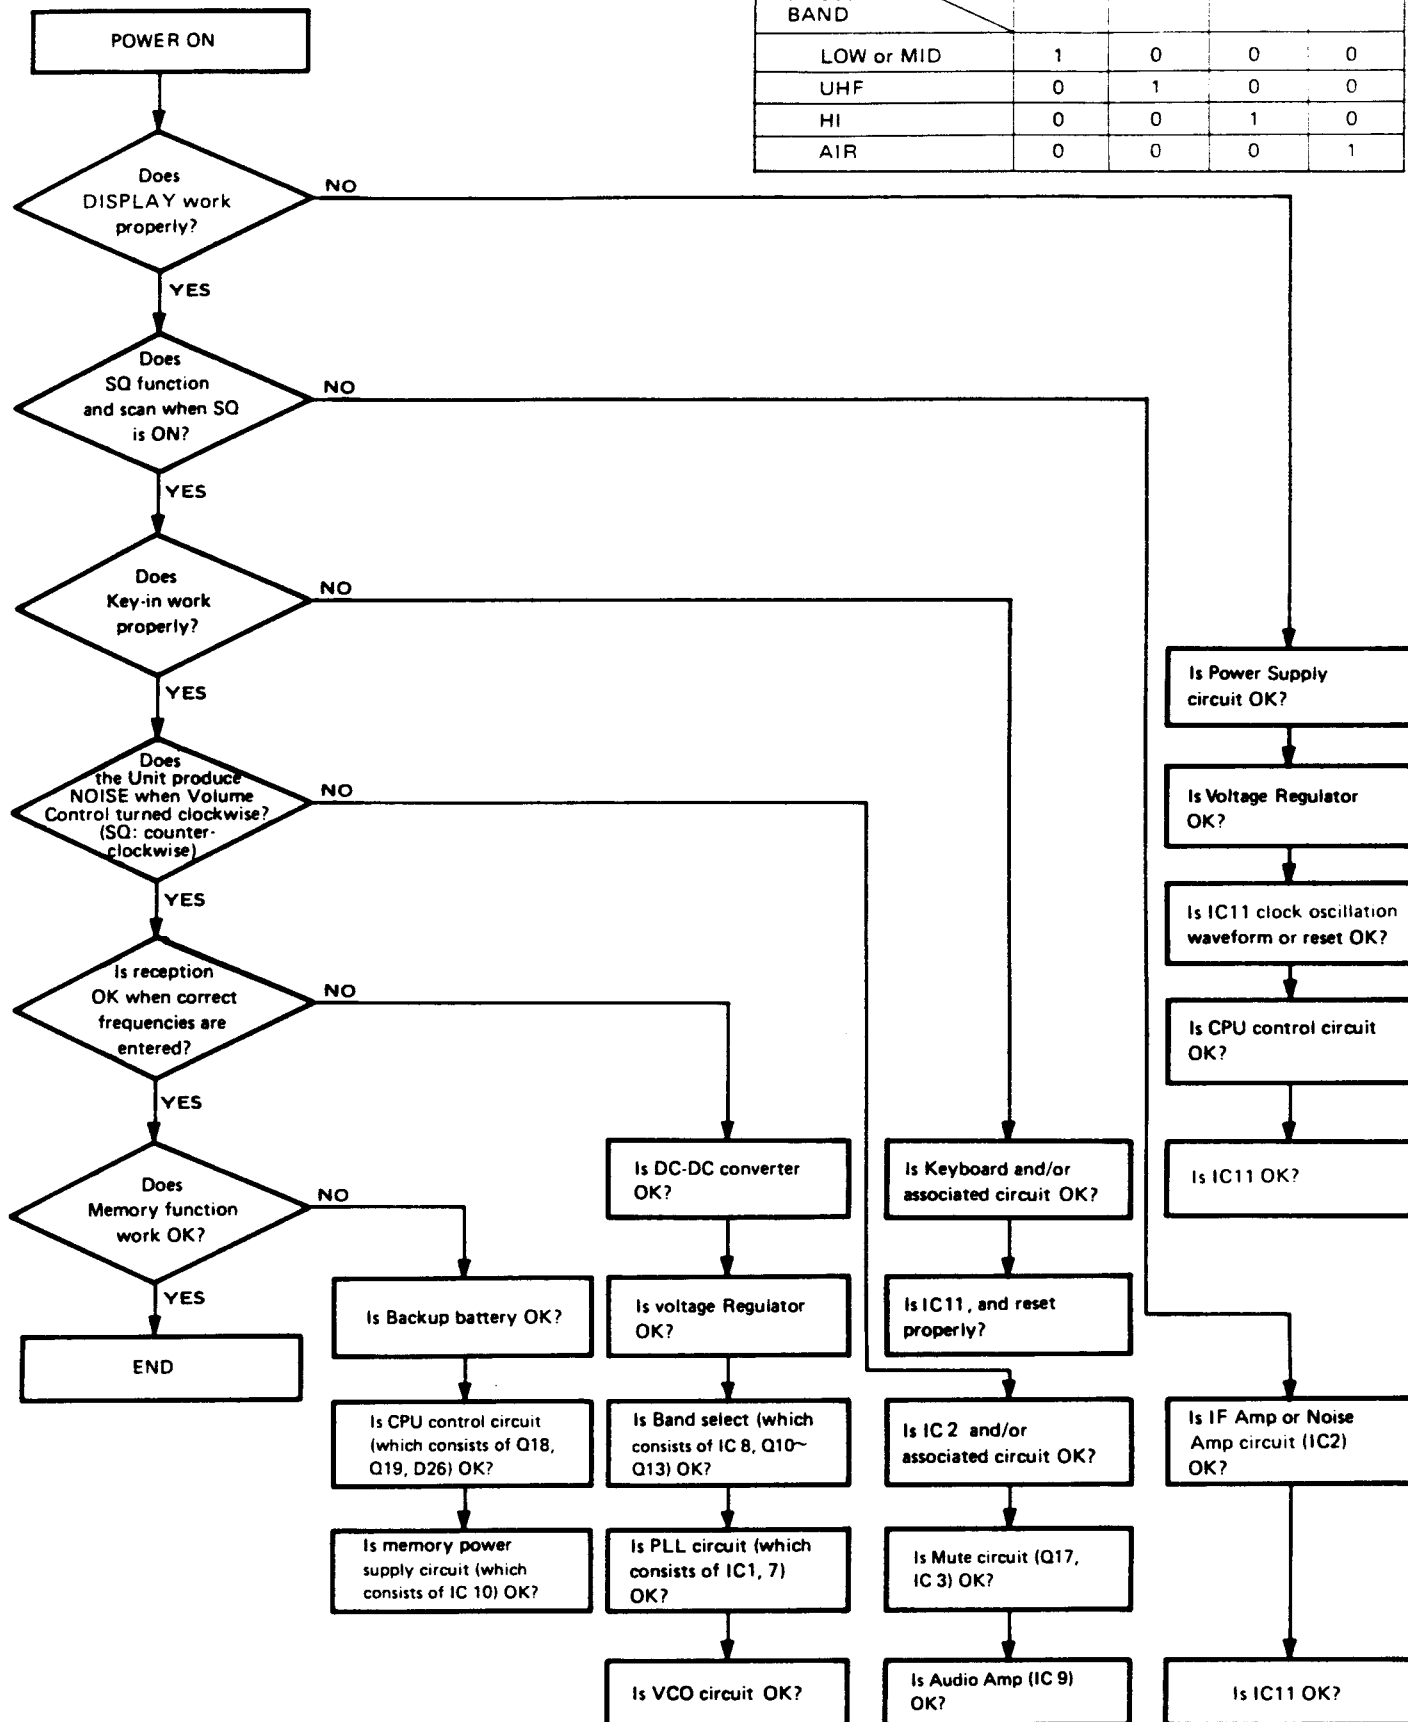 BAND
LOW or MID 1 0 0 0
UHF 0 1 0 0
HI 0 0 1 0
AIR 0 0 0 1
POWER ON
Does
DISPLAY work
properly?
NO
YES
Does
SQ function
and scan when SQ
is ON?
NO
YES
Does
Key-in work
properly?
NO
YES
Does
the Unit produce
NOISE when Volume
Control turned clockwise?
(SQ: counter-
clockwise)
NO
YES
Is reception
OK when correct
frequencies are
entered?
NO
YES
Does
Memory function
work OK?
NO
YES
END
Is Backup battery OK?
Is CPU control circuit
(which consists of Q18,
Q19, D26) OK?
Is memory power
supply circuit (which
consists of IC 10) OK?
Is DC-DC converter
OK?
Is voltage Regulator
OK?
Is Band select (which
consists of IC 8, Q10~
Q13) OK?
Is PLL circuit (which
consists of IC1, 7)
OK?
Is VCO circuit OK?
Is Keyboard and/or
associated circuit OK?
Is IC11, and reset
properly?
Is IC 2 and/or
associated circuit OK?
Is Mute circuit (Q17,
IC 3) OK?
Is Audio Amp (IC 9)
OK?
Is Power Supply
circuit OK?
Is Voltage Regulator
OK?
Is IC11 clock oscillation
waveform or reset OK?
Is CPU control circuit
OK?
Is IC11 OK?
Is IF Amp or Noise
Amp circuit (IC2)
OK?
Is IC11 OK?